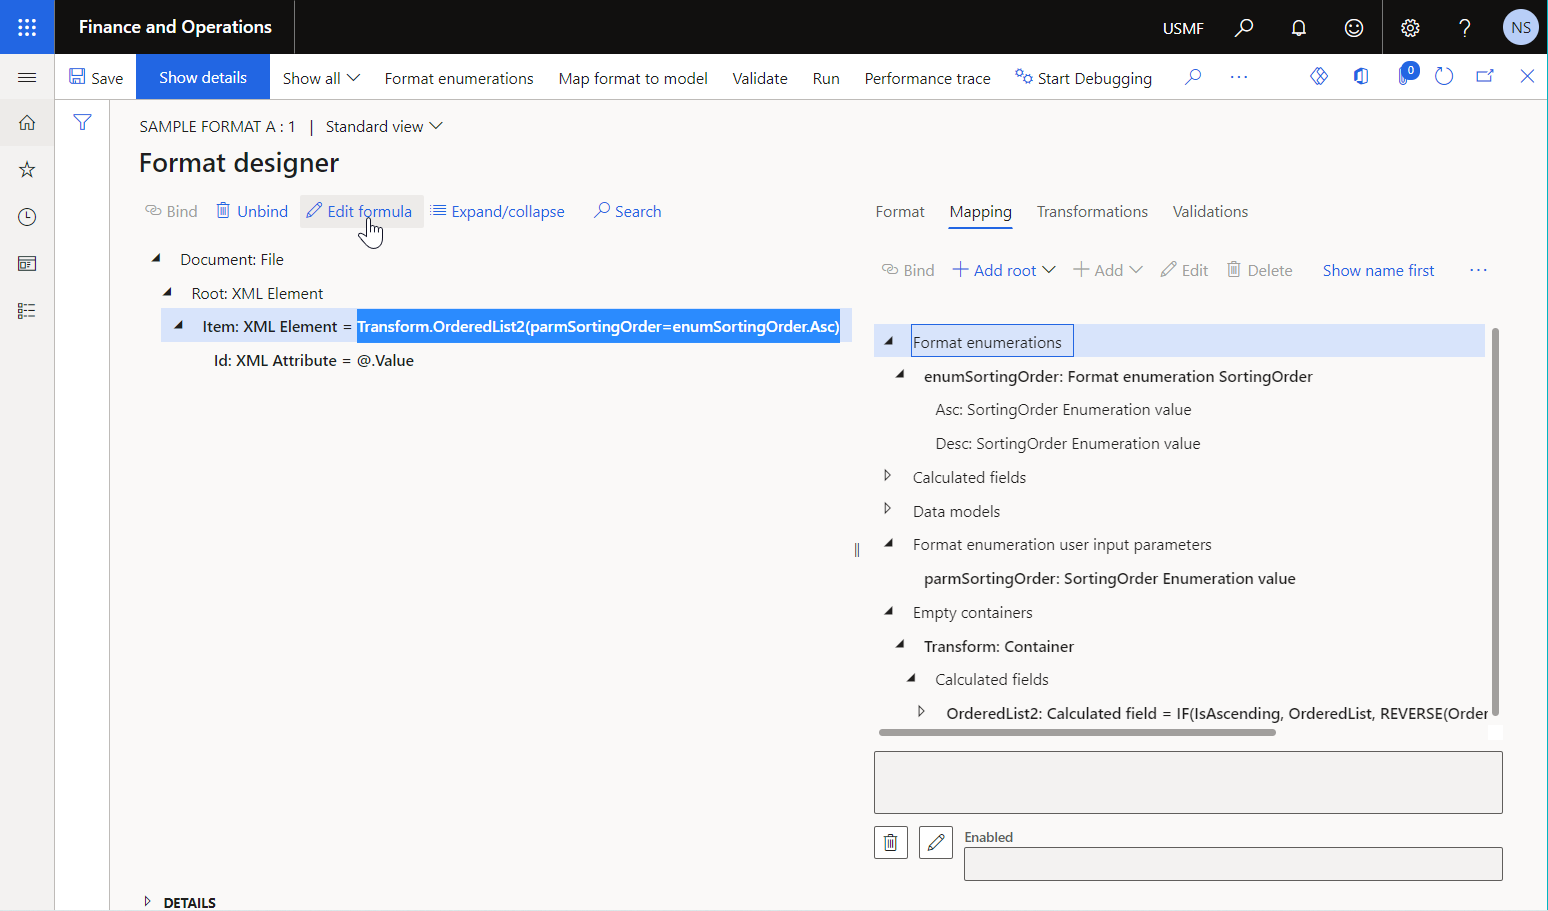 Finance and Operations
USMF
NS
Save
Show details
Show all
Format enumerations
Map format to model
Validate
Run
Performance trace
Start Debugging
0
SAMPLE FORMAT A : 1 | Standard view
Format designer
Bind
Unbind
Edit formula
Expand/collapse
Search
Document: File
Root: XML Element
Item: XML Element = Transform.OrderedList2(parmSortingOrder=enumSortingOrder.Asc)
Id: XML Attribute = @.Value
Format
Mapping
Transformations
Validations
Bind
Add root
Add
Edit
Delete
Show name first
Format enumerations
enumSortingOrder: Format enumeration SortingOrder
Asc: SortingOrder Enumeration value
Desc: SortingOrder Enumeration value
Calculated fields
Data models
Format enumeration user input parameters
parmSortingOrder: SortingOrder Enumeration value
Empty containers
Transform: Container
Calculated fields
OrderedList2: Calculated field = IF(IsAscending, OrderedList, REVERSE(Order
Enabled
DETAILS